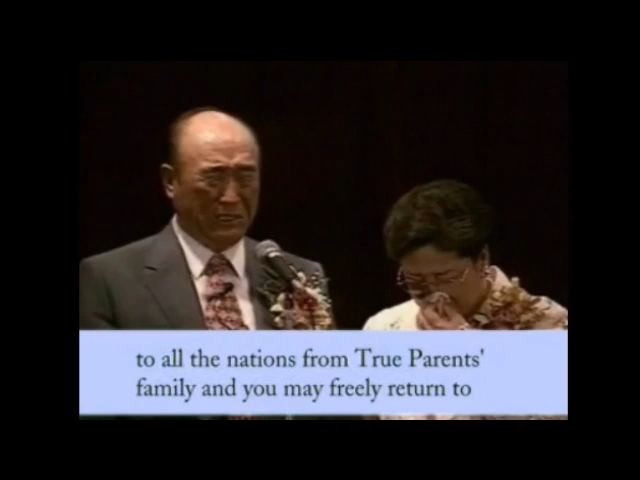 to all the nations from True Parents'
family and you may freely return to